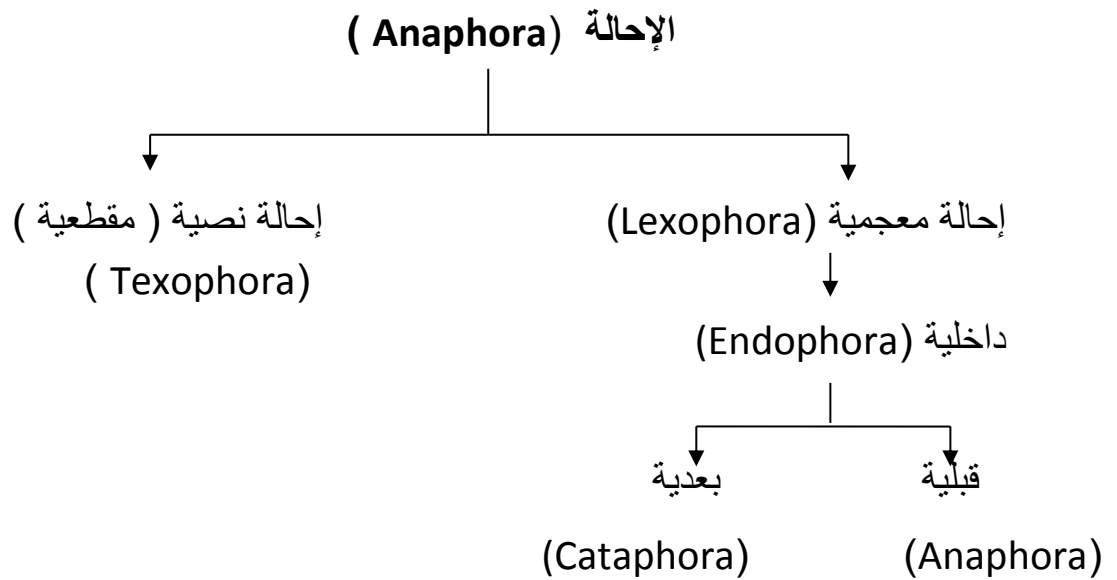 الإحالة (Anaphora )
إحالة معجمية (Lexophora)
إحالة نصية ( مقطعية )
(Texophora )
داخلية (Endophora)
قبلية
بعدية
(Anaphora)
(Cataphora)